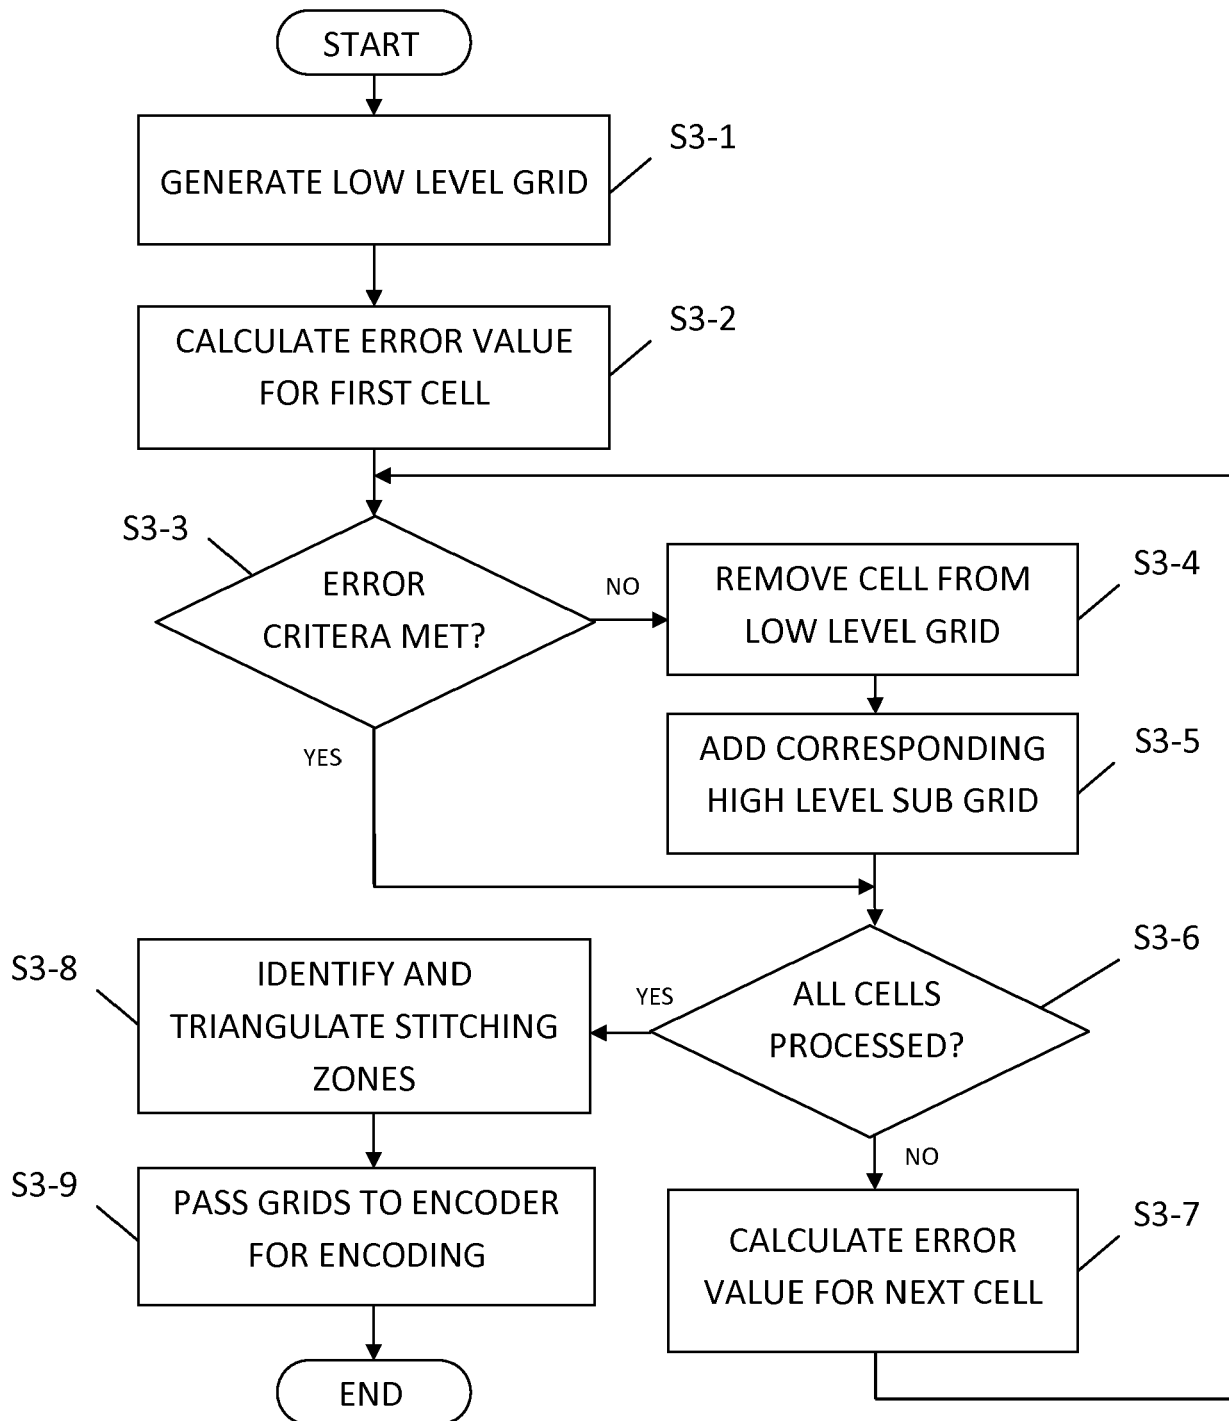 START
S3-1
GENERATE LOW LEVEL GRID
S3-2
CALCULATE ERROR VALUE
FOR FIRST CELL
S3-3
ERROR
CRITERA MET?
NO
YES
S3-4
REMOVE CELL FROM
LOW LEVEL GRID
S3-5
ADD CORRESPONDING
HIGH LEVEL SUB GRID
S3-6
ALL CELLS
PROCESSED?
YES
NO
S3-7
CALCULATE ERROR
VALUE FOR NEXT CELL
S3-8
IDENTIFY AND
TRIANGULATE STITCHING
ZONES
S3-9
PASS GRIDS TO ENCODER
FOR ENCODING
END